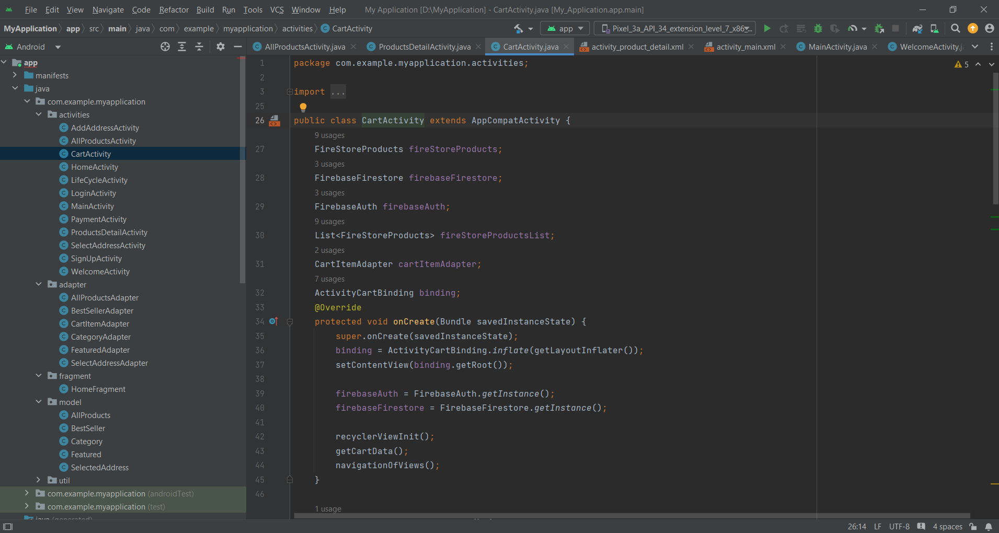 File Edit View Navigate Code Refactor Build Run Tools VCS Window Help My Application [D:\MyApplication] - CartActivity.java [My_Application.app.main]
MyApplication app src main java com example myapplication activities CartActivity app Pixel_3a_API_34_extension_level_7_x86...
Android AllProductsActivity.java ProductsDetailActivity.java CartActivity.java activity_product_detail.xml activity_main.xml MainActivity.java WelcomeActivity.j
app
manifests
java
com.example.myapplication
activities
AddAddressActivity
AllProductsActivity
CartActivity
HomeActivity
LifeCycleActivity
LoginActivity
MainActivity
PaymentActivity
ProductsDetailActivity
SelectAddressActivity
SignUpActivity
WelcomeActivity
adapter
AllProductsAdapter
BestSellerAdapter
CartItemAdapter
CategoryAdapter
FeaturedAdapter
SelectAddressAdapter
fragment
HomeFragment
model
AllProducts
BestSeller
Category
Featured
SelectedAddress
util
com.example.myapplication (androidTest)
com.example.myapplication (test)
java (generated)
5
1 package com.example.myapplication.activities;
2
3 import ...
25
26 public class CartActivity extends AppCompatActivity {
9 usages
27 FireStoreProducts fireStoreProducts;
3 usages
28 FirebaseFirestore firebaseFirestore;
3 usages
29 FirebaseAuth firebaseAuth;
9 usages
30 List<FireStoreProducts> fireStoreProductsList;
2 usages
31 CartItemAdapter cartItemAdapter;
7 usages
32 ActivityCartBinding binding;
33 @Override
34 protected void onCreate(Bundle savedInstanceState) {
35 super.onCreate(savedInstanceState);
36 binding = ActivityCartBinding.inflate(getLayoutInflater());
37 setContentView(binding.getRoot());
38
39 firebaseAuth = FirebaseAuth.getInstance();
40 firebaseFirestore = FirebaseFirestore.getInstance();
41
42 recyclerViewInit();
43 getCartData();
44 navigationOfViews();
45 }
46
1 usage
26:14 LF UTF-8 4 spaces